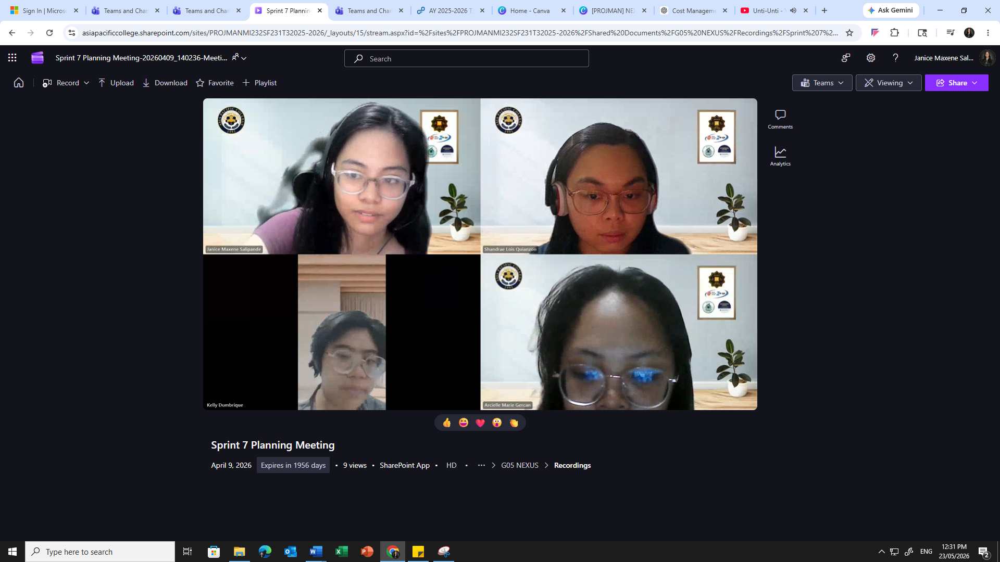 Sign In | Micros
Teams and Chan
Teams and Chan
Sprint 7 Plannin
Teams and Chan
AY 2025-2026 T
Home - Canva
[PROJMAN] NE
Cost Manageme
Unti-Unti -
Ask Gemini
asiapacificcollege.sharepoint.com/sites/PROJMANMI232SF231T32025-2026/_layouts/15/stream.aspx?id=%2Fsites%2FPROJMANMI232SF231T32025-2026%2FShared%20Documents%2FG05%20NEXUS%2FRecordings%2FSprint%207%2...
Sprint 7 Planning Meeting-20260409_140236-Meeti...
Search
Janice Maxene Sal...
Record
Upload
Download
Favorite
Playlist
Teams
Viewing
Share
Comments
Analytics
Janice Maxene Salipande
Shandrae Lois Quianzon
Kelly Dumbrique
Arcielle Marie Gercan
Sprint 7 Planning Meeting
April 9, 2026 Expires in 1956 days • 9 views • SharePoint App • HD • ··· > G05 NEXUS > Recordings
Type here to search
ENG
12:31 PM
23/05/2026
2